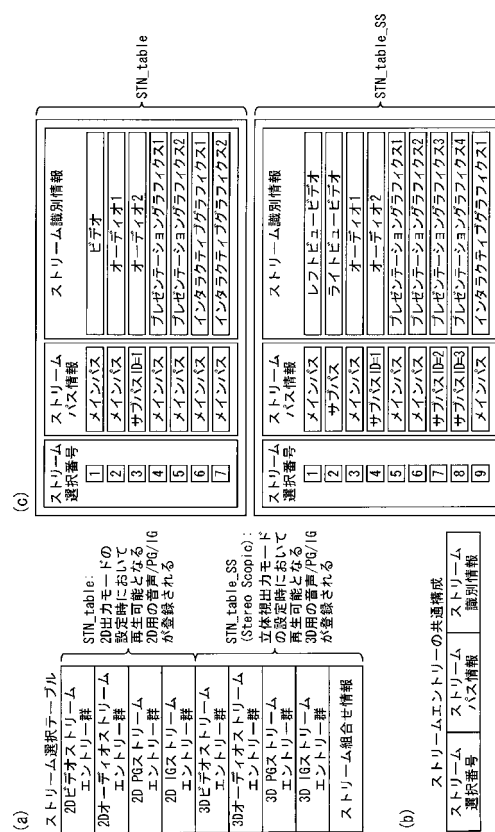 (a)
ストリーム選択テーブル
2Dビデオストリーム
エントリー群
2Dオーディオストリーム
エントリー群
2D PGストリーム
エントリー群
2D IGストリーム
エントリー群
3Dビデオストリーム
エントリー群
3Dオーディオストリーム
エントリー群
3D PGストリーム
エントリー群
3D IGストリーム
エントリー群
ストリーム組合せ情報
STN_table:
2D出力モードの
設定時において
再生可能となる
2D用の音声/PG/IG
が登録される
STN_table_SS
(Stereo Scopic):
立体視出力モード
の設定時において
再生可能となる
3D用の音声/PG/IG
が登録される
(b)
ストリームエントリーの共通構成
ストリーム
選択番号
ストリーム
パス情報
ストリーム
識別情報
(c)
ストリーム
選択番号
ストリーム
パス情報
ストリーム識別情報
1 メインパス ビデオ
2 メインパス オーディオ1
3 サブパスID=1 オーディオ2
4 メインパス プレゼンテーショングラフィクス1
5 メインパス プレゼンテーショングラフィクス2
6 メインパス インタラクティブグラフィクス1
7 メインパス インタラクティブグラフィクス2
STN_table
ストリーム
選択番号
ストリーム
パス情報
ストリーム識別情報
1 メインパス レフトビュービデオ
2 サブパス ライトビュービデオ
3 メインパス オーディオ1
4 サブパスID=1 オーディオ2
5 メインパス プレゼンテーショングラフィクス1
6 メインパス プレゼンテーショングラフィクス2
7 サブパスID=2 プレゼンテーショングラフィクス3
8 サブパスID=3 プレゼンテーショングラフィクス4
9 メインパス インタラクティブグラフィクス1
STN_table_SS